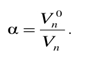 α = V_n^0 / V_n .